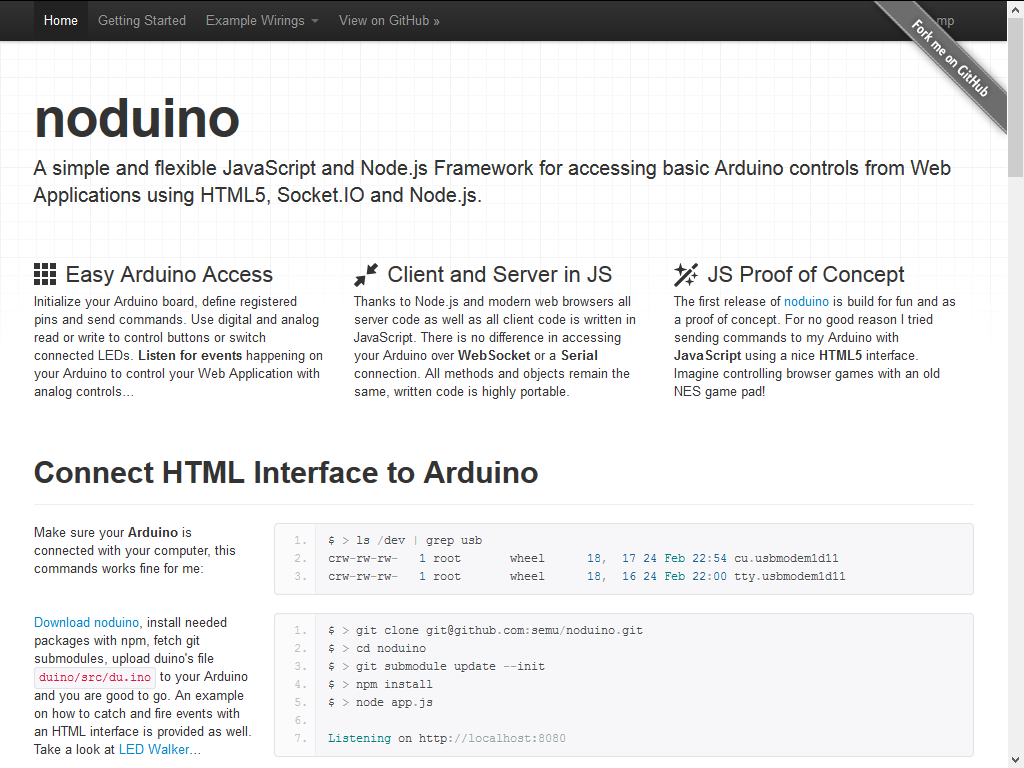 Home Getting Started Example Wirings View on GitHub »
Fork me on GitHub
noduino
A simple and flexible JavaScript and Node.js Framework for accessing basic Arduino controls from Web
Applications using HTML5, Socket.IO and Node.js.
Easy Arduino Access
Initialize your Arduino board, define registered
pins and send commands. Use digital and analog
read or write to control buttons or switch
connected LEDs. Listen for events happening on
your Arduino to control your Web Application with
analog controls…
Client and Server in JS
Thanks to Node.js and modern web browsers all
server code as well as all client code is written in
JavaScript. There is no difference in accessing
your Arduino over WebSocket or a Serial
connection. All methods and objects remain the
same, written code is highly portable.
JS Proof of Concept
The first release of noduino is build for fun and as
a proof of concept. For no good reason I tried
sending commands to my Arduino with
JavaScript using a nice HTML5 interface.
Imagine controlling browser games with an old
NES game pad!
Connect HTML Interface to Arduino
Make sure your Arduino is
connected with your computer, this
commands works fine for me:
1. $ > ls /dev | grep usb
2. crw-rw-rw- 1 root wheel 18, 17 24 Feb 22:54 cu.usbmodem1d11
3. crw-rw-rw- 1 root wheel 18, 16 24 Feb 22:00 tty.usbmodem1d11
Download noduino, install needed
packages with npm, fetch git
submodules, upload duino's file
duino/src/du.ino to your Arduino
and you are good to go. An example
on how to catch and fire events with
an HTML interface is provided as well.
Take a look at LED Walker…
1. $ > git clone git@github.com:semu/noduino.git
2. $ > cd noduino
3. $ > git submodule update --init
4. $ > npm install
5. $ > node app.js
6.
7. Listening on http://localhost:8080